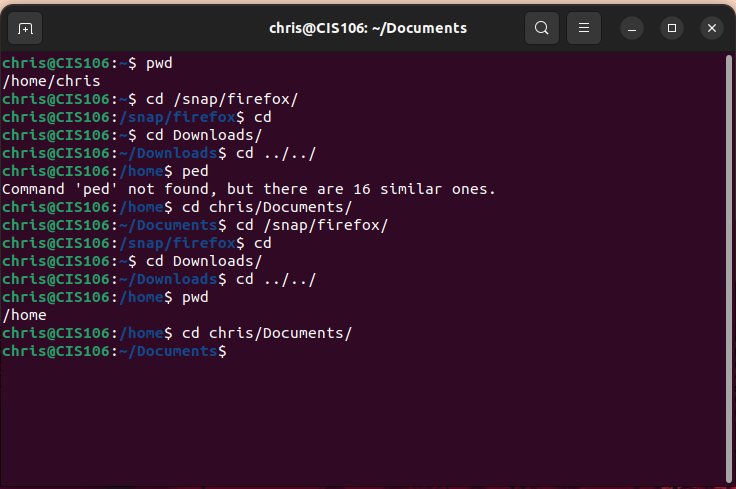 chris@CIS106: ~/Documents
chris@CIS106:~$ pwd
/home/chris
chris@CIS106:~$ cd /snap/firefox/
chris@CIS106:/snap/firefox$ cd
chris@CIS106:~$ cd Downloads/
chris@CIS106:~/Downloads$ cd ../../
chris@CIS106:/home$ ped
Command 'ped' not found, but there are 16 similar ones.
chris@CIS106:/home$ cd chris/Documents/
chris@CIS106:~/Documents$ cd /snap/firefox/
chris@CIS106:/snap/firefox$ cd
chris@CIS106:~$ cd Downloads/
chris@CIS106:~/Downloads$ cd ../../
chris@CIS106:/home$ pwd
/home
chris@CIS106:/home$ cd chris/Documents/
chris@CIS106:~/Documents$